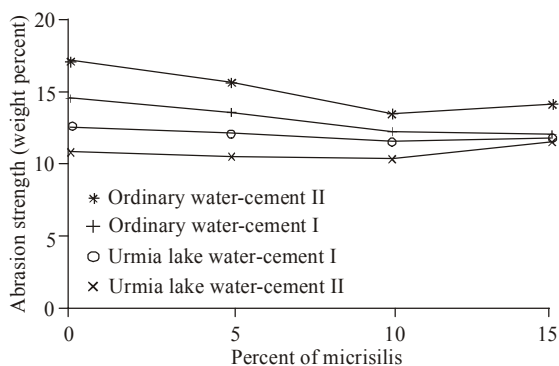 Abrasion strength (weight percent)
20
15
10
5
0
Ordinary water-cement II
Ordinary water-cement I
Urmia lake water-cement I
Urmia lake water-cement II
0 5 10 15
Percent of micrisilis